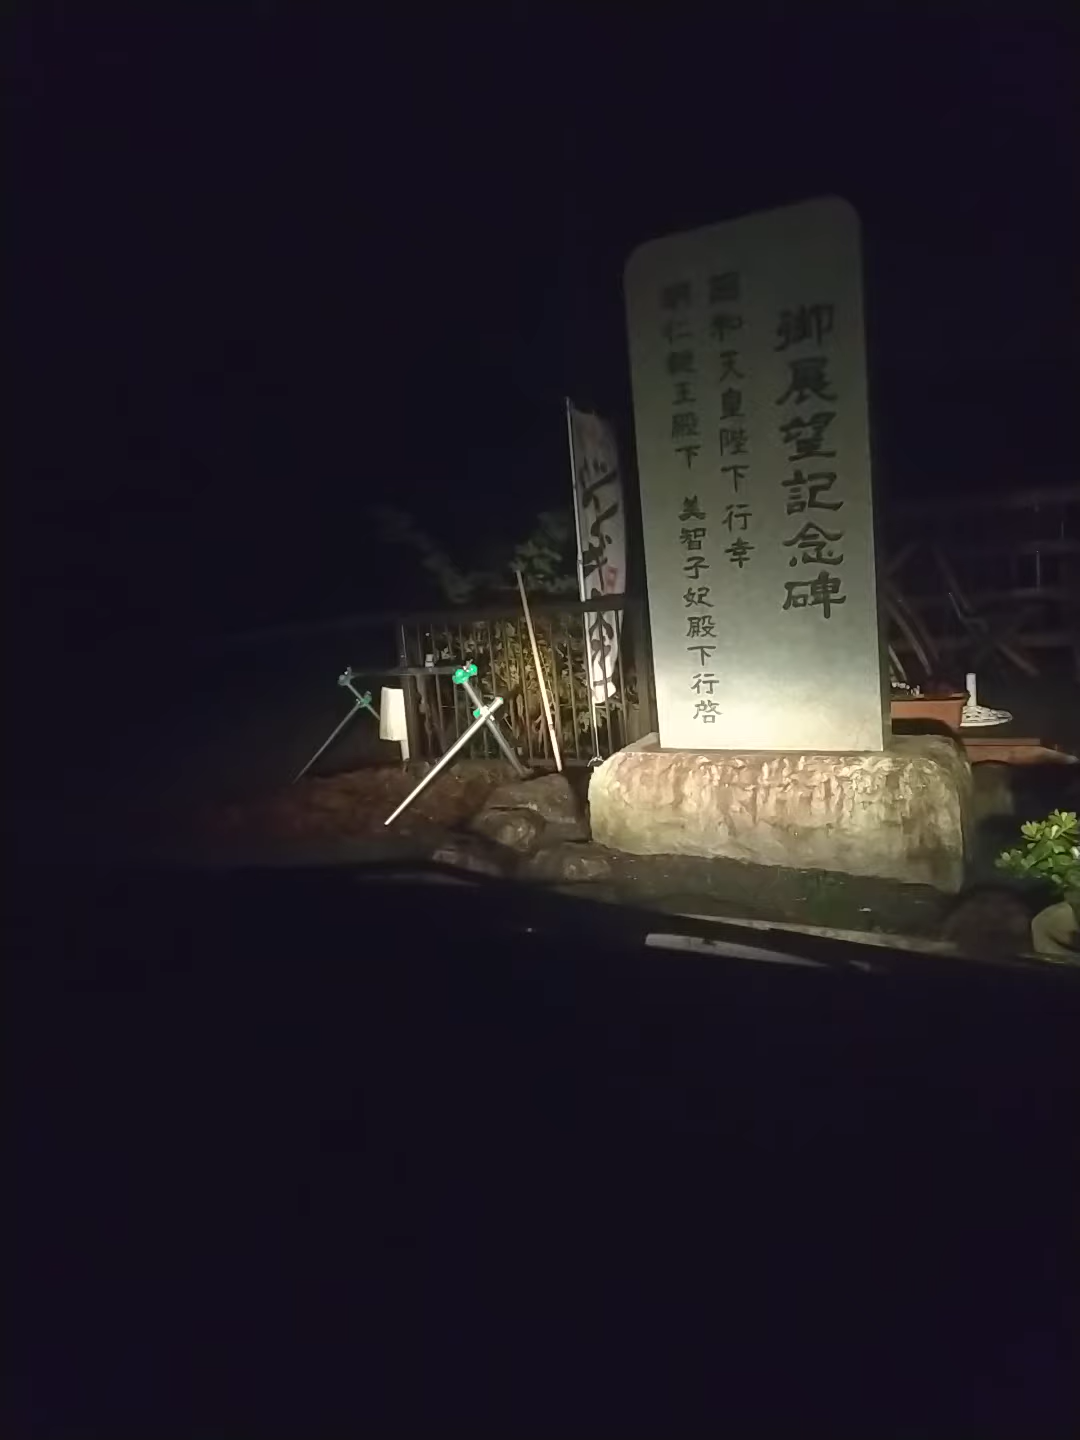 御展望記念碑
昭和天皇陛下行幸
明仁親王殿下 美智子妃殿下行啓